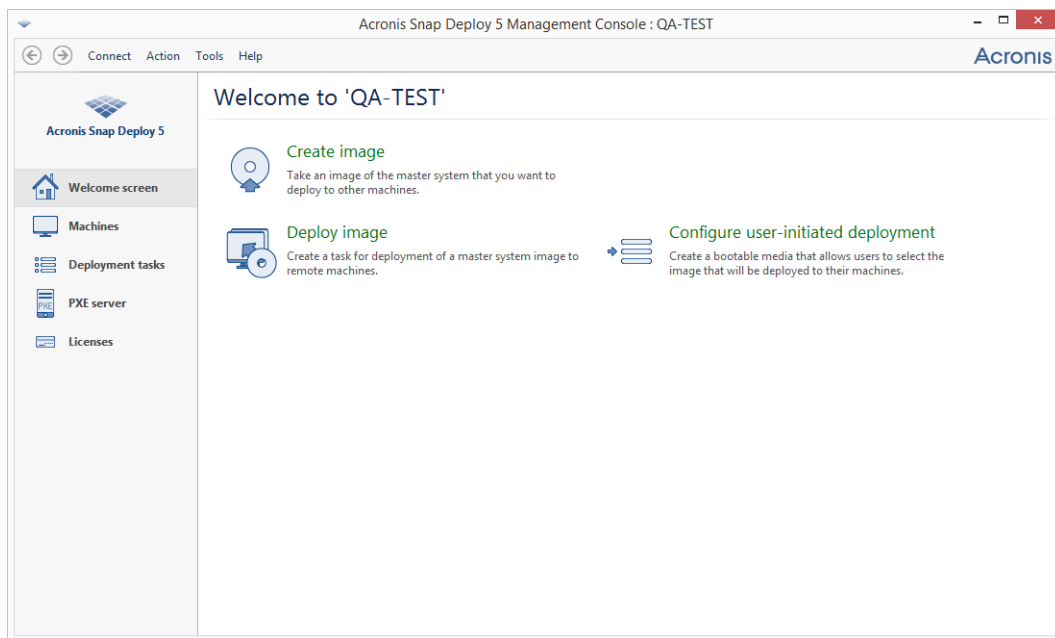 Acronis Snap Deploy 5 Management Console : QA-TEST
Connect Action Tools Help
Acronis
Acronis Snap Deploy 5
Welcome screen
Machines
Deployment tasks
PXE
PXE server
Licenses
Welcome to 'QA-TEST'
Create image
Take an image of the master system that you want to
deploy to other machines.
Deploy image
Create a task for deployment of a master system image to
remote machines.
Configure user-initiated deployment
Create a bootable media that allows users to select the
image that will be deployed to their machines.